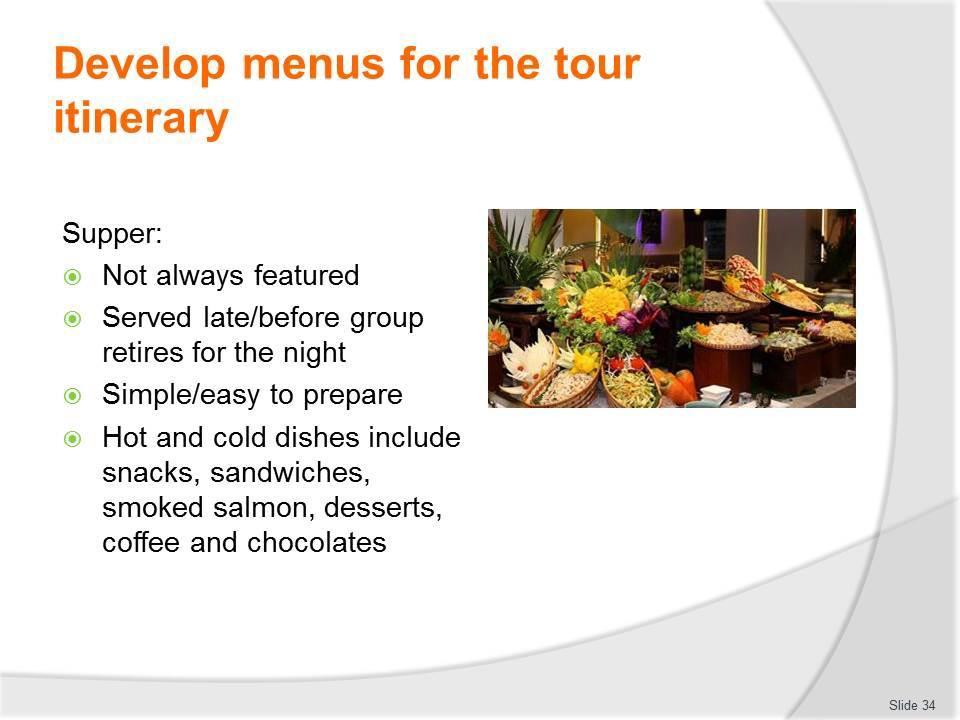 Develop menus for the tour
itinerary
Supper:
Not always featured
Served late/before group
retires for the night
Simple/easy to prepare
Hot and cold dishes include
snacks, sandwiches,
smoked salmon, desserts,
coffee and chocolates
Slide 34